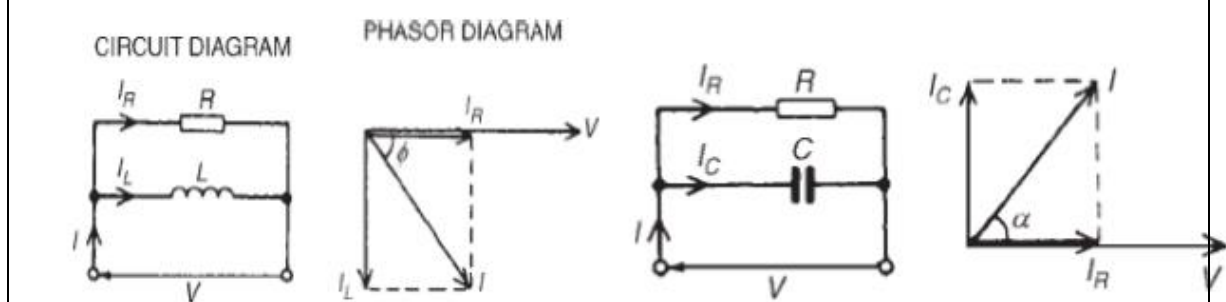 CIRCUIT DIAGRAM
I_R R
I_L L
I
V
PHASOR DIAGRAM
I_R V
ϕ
I_L I
I_R R
I_C C
I
V
I_C I
α
I_R V